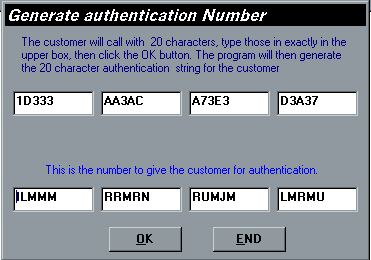 Generate authentication Number
The customer will call with 20 characters, type those in exactly in the
upper box, then click the OK button. The program will then generate
the 20 character authentication string for the customer
1D333 AA3AC A73E3 D3A37
This is the number to give the customer for authentication.
RRMRN RUMJM LMRMU
OK END